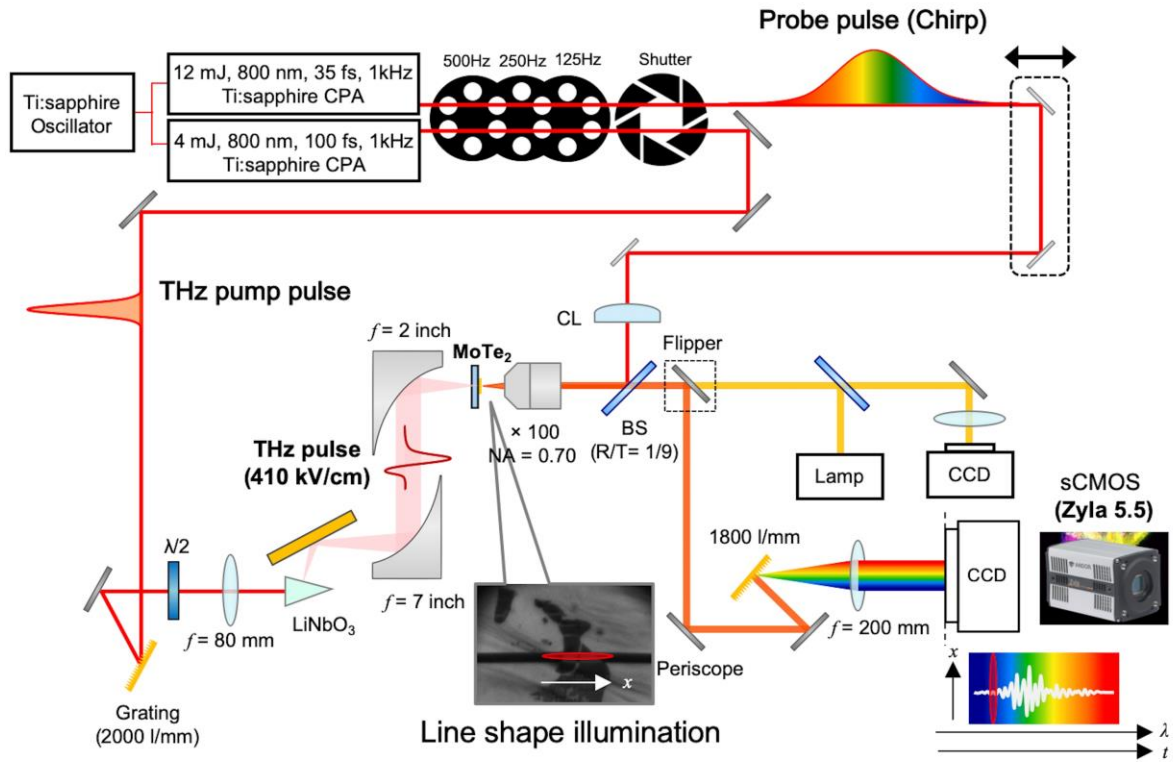 Probe pulse (Chirp)
500Hz 250Hz 125Hz
Shutter
Ti:sapphire
Oscillator
12 mJ, 800 nm, 35 fs, 1kHz
Ti:sapphire CPA
4 mJ, 800 nm, 100 fs, 1kHz
Ti:sapphire CPA
THz pump pulse
CL
f = 2 inch
MoTe₂
Flipper
× 100
NA = 0.70
BS
(R/T= 1/9)
THz pulse
(410 kV/cm)
Lamp
CCD
sCMOS
(Zyla 5.5)
λ/2
1800 l/mm
CCD
f = 7 inch
LiNbO₃
f = 80 mm
f = 200 mm
Periscope
x
x
Grating
(2000 l/mm)
Line shape illumination
λ
t